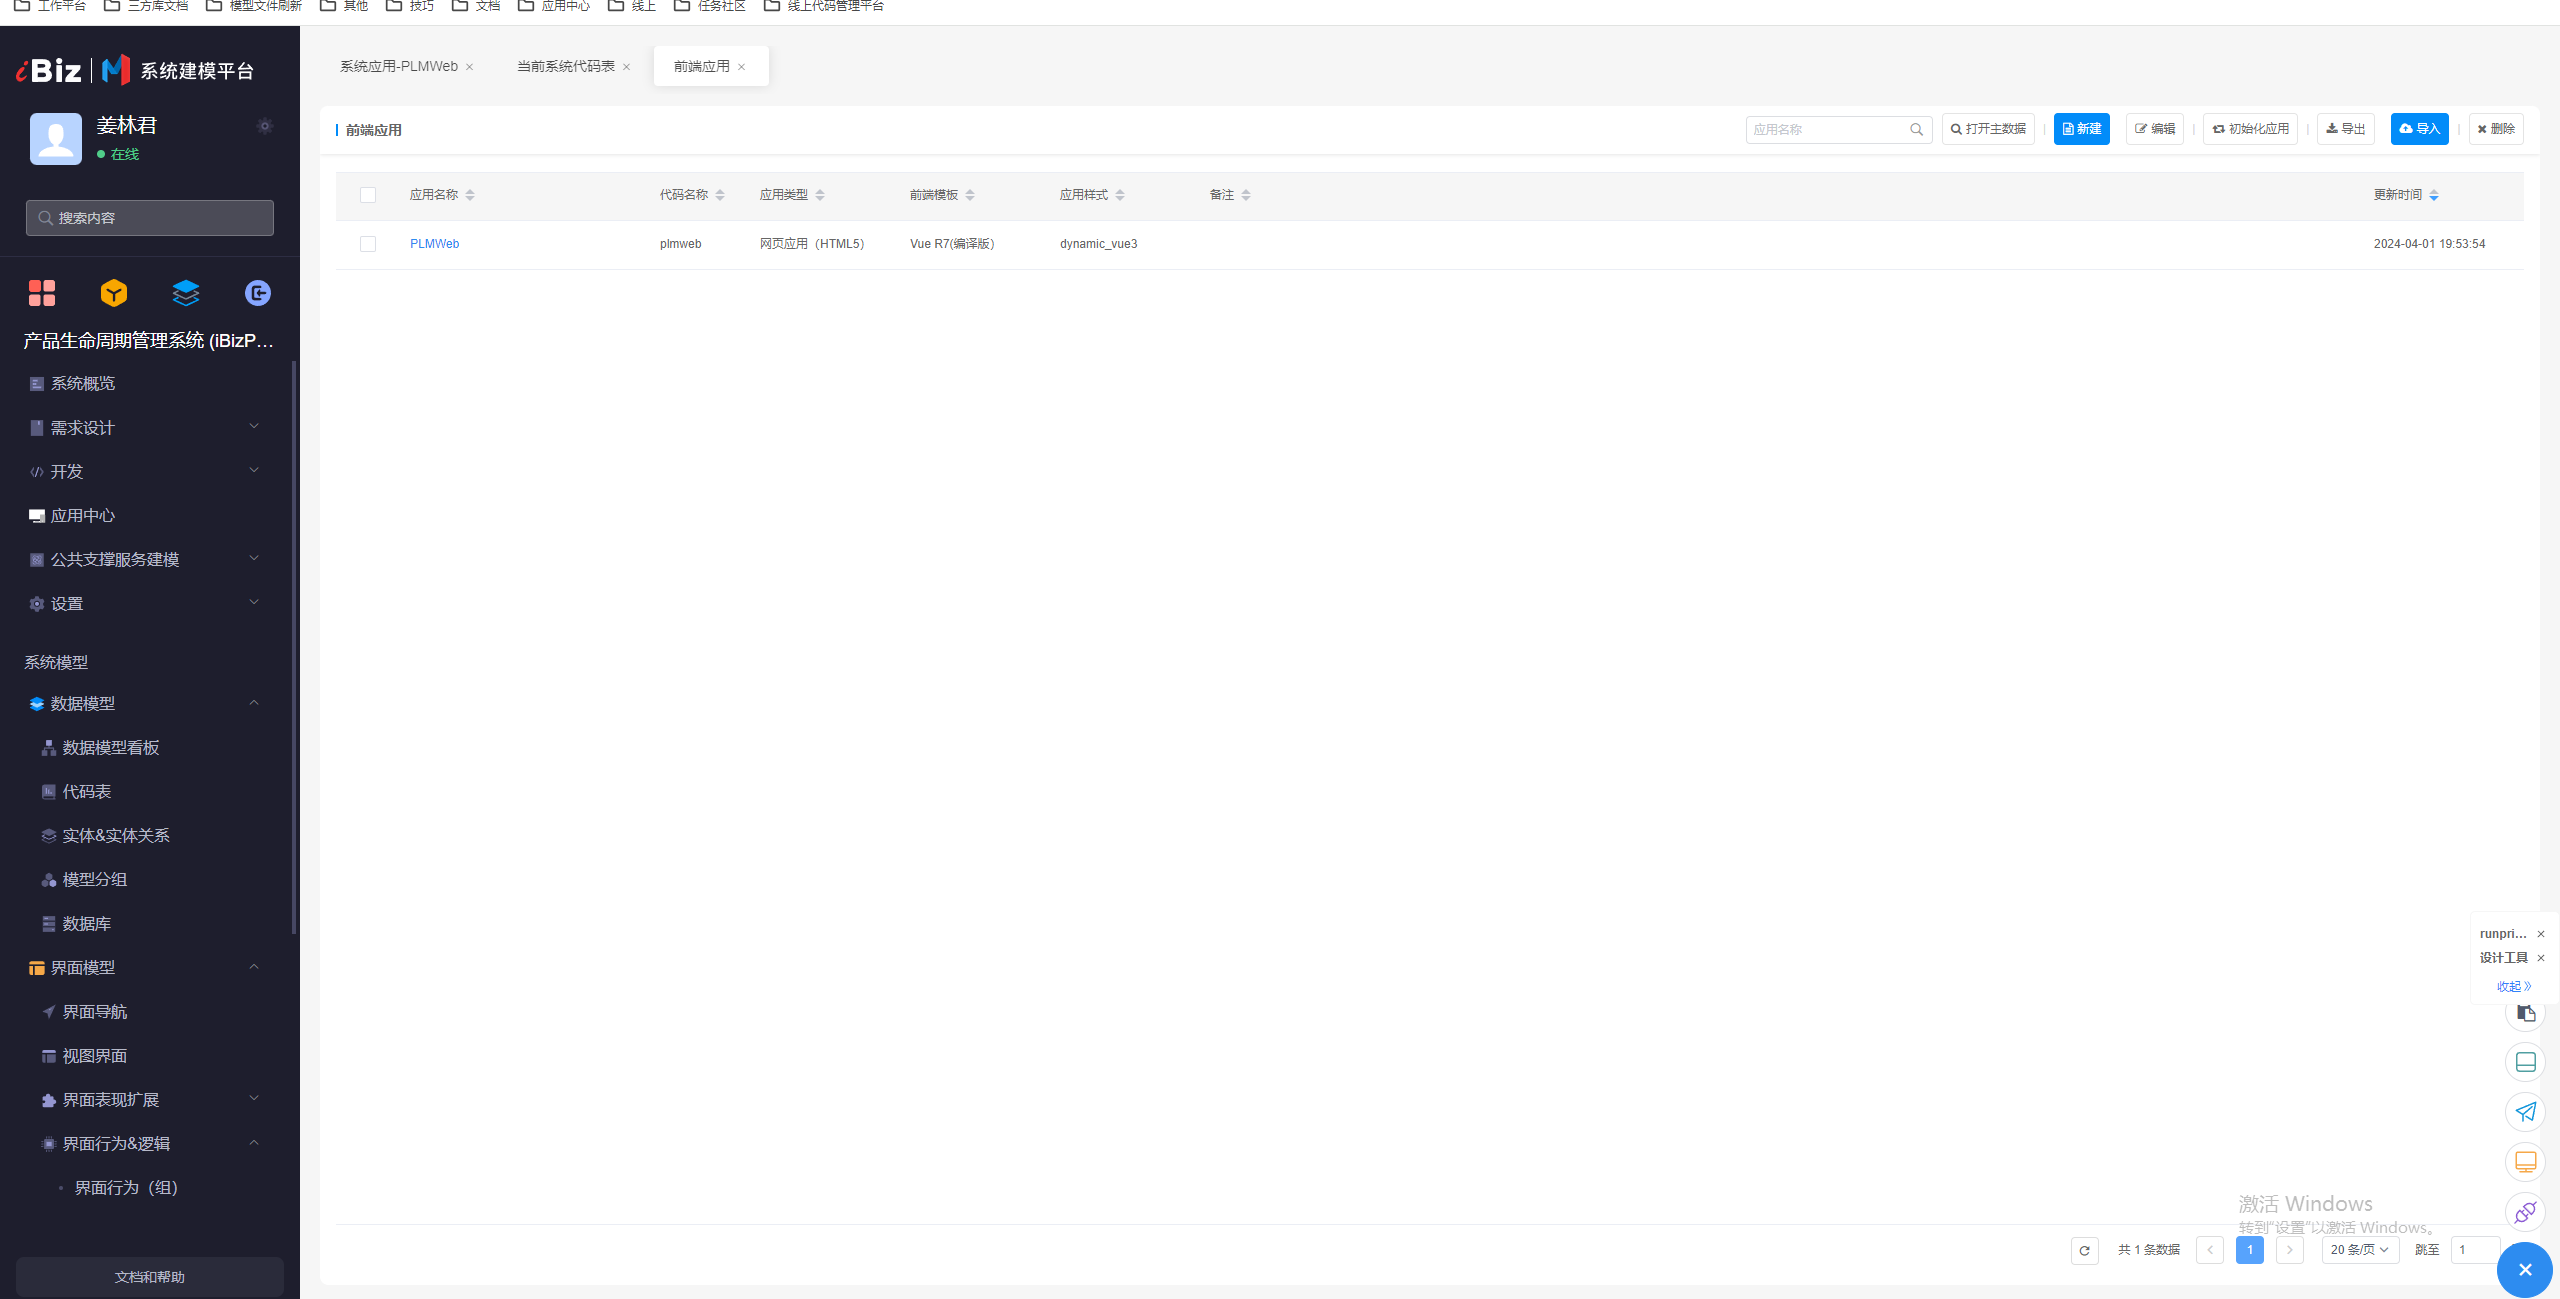 工作平台 三方库文档 模型文件刷新 其他 技巧 文档 应用中心 线上 任务社区 线上代码管理平台
iBiz 系统建模平台
姜林君
在线
搜索内容
产品生命周期管理系统 (iBizP...
系统概览
需求设计
开发
应用中心
公共支撑服务建模
设置
系统模型
数据模型
数据模型看板
代码表
实体&实体关系
模型分组
数据库
界面模型
界面导航
视图界面
界面表现扩展
界面行为&逻辑
界面行为（组）
文档和帮助
系统应用-PLMWeb 当前系统代码表 前端应用
前端应用 应用名称 打开主数据 新建 编辑 初始化应用 导出 导入 删除
应用名称 代码名称 应用类型 前端模板 应用样式 备注 更新时间
PLMWeb plmweb 网页应用（HTML5） Vue R7(编译版) dynamic_vue3 2024-04-01 19:53:54
runpri...
设计工具
收起
激活 Windows
转到"设置"以激活 Windows。
共 1 条数据 1 20 条/页 跳至 1